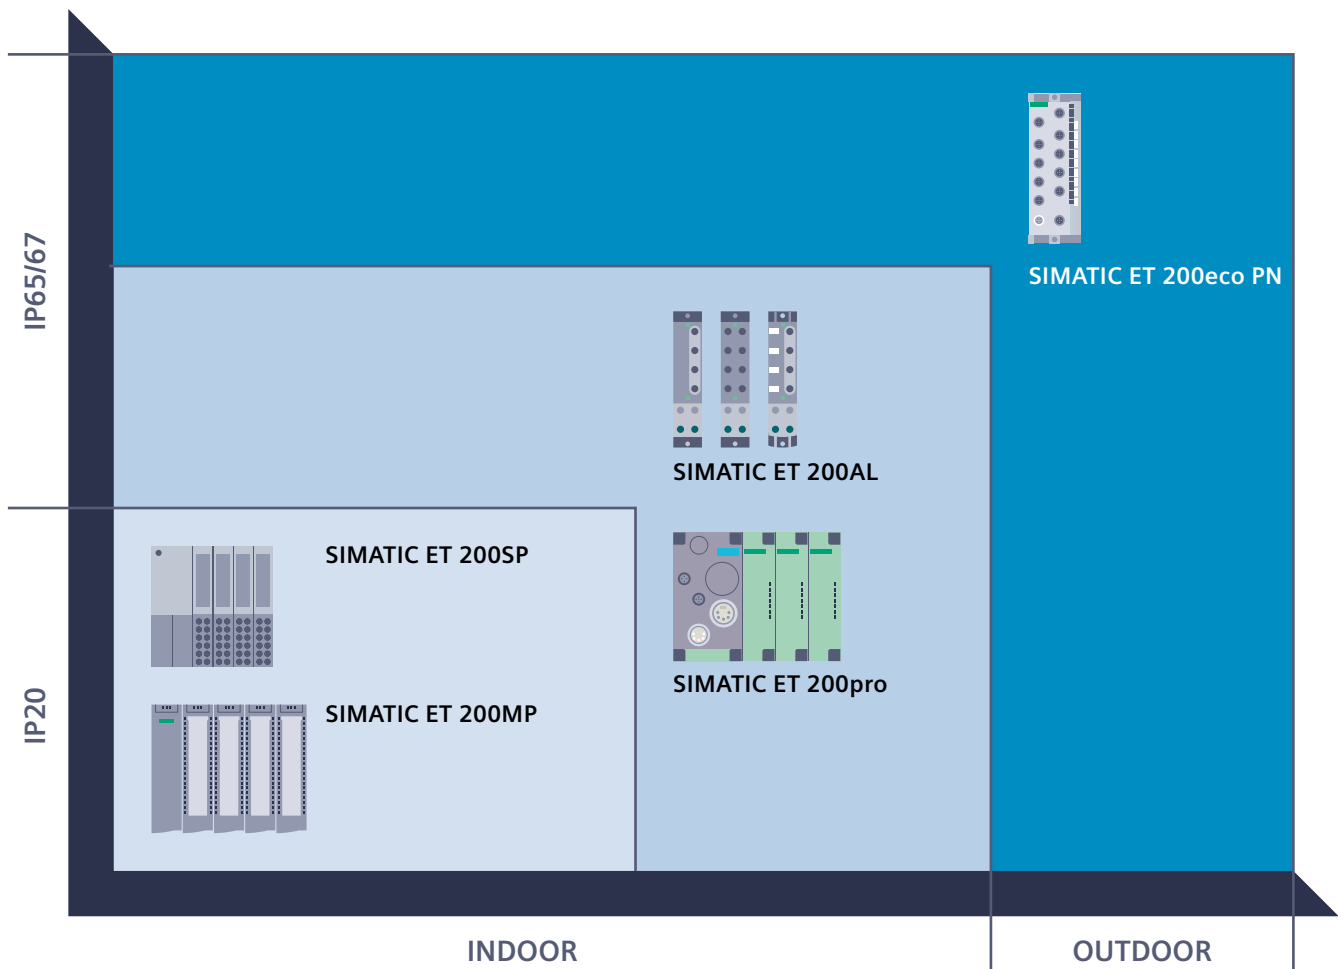 IP65/67
SIMATIC ET 200eco PN
SIMATIC ET 200AL
IP20
SIMATIC ET 200SP
SIMATIC ET 200pro
SIMATIC ET 200MP
INDOOR
OUTDOOR